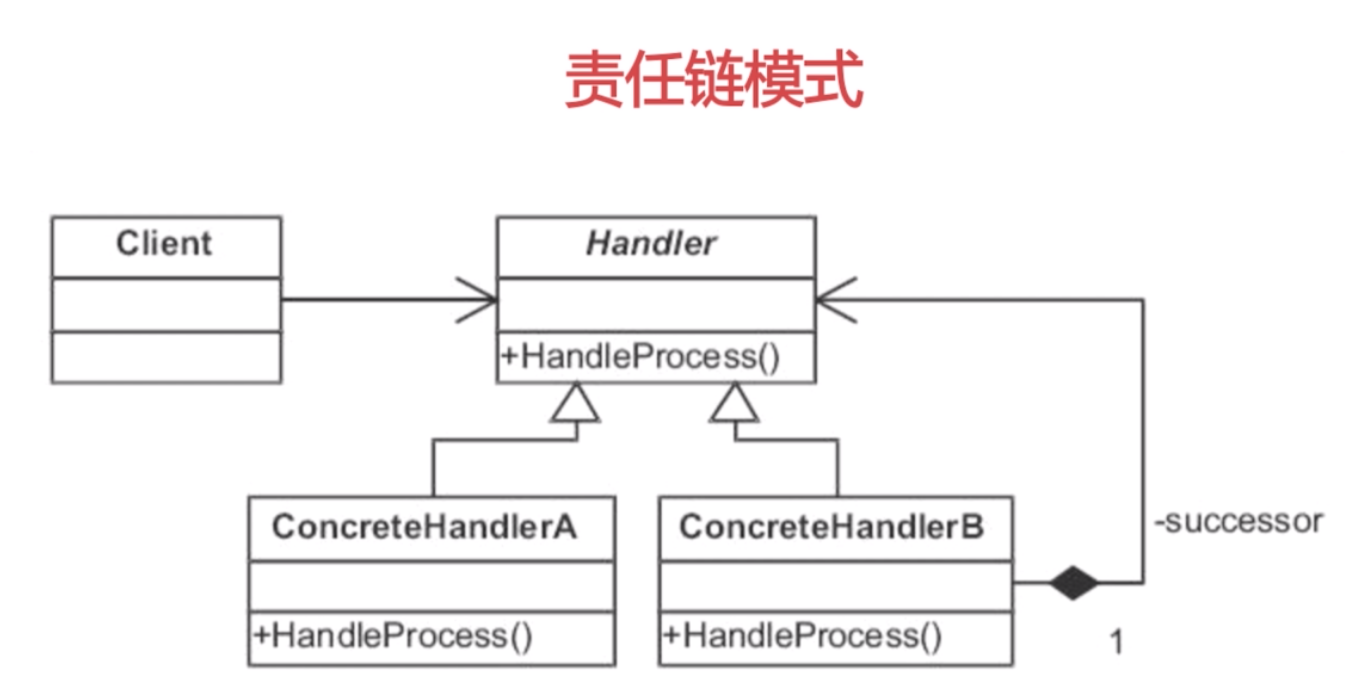 责任链模式
Client
Handler
+HandleProcess()
ConcreteHandlerA
ConcreteHandlerB
-successor
+HandleProcess()
+HandleProcess()
1